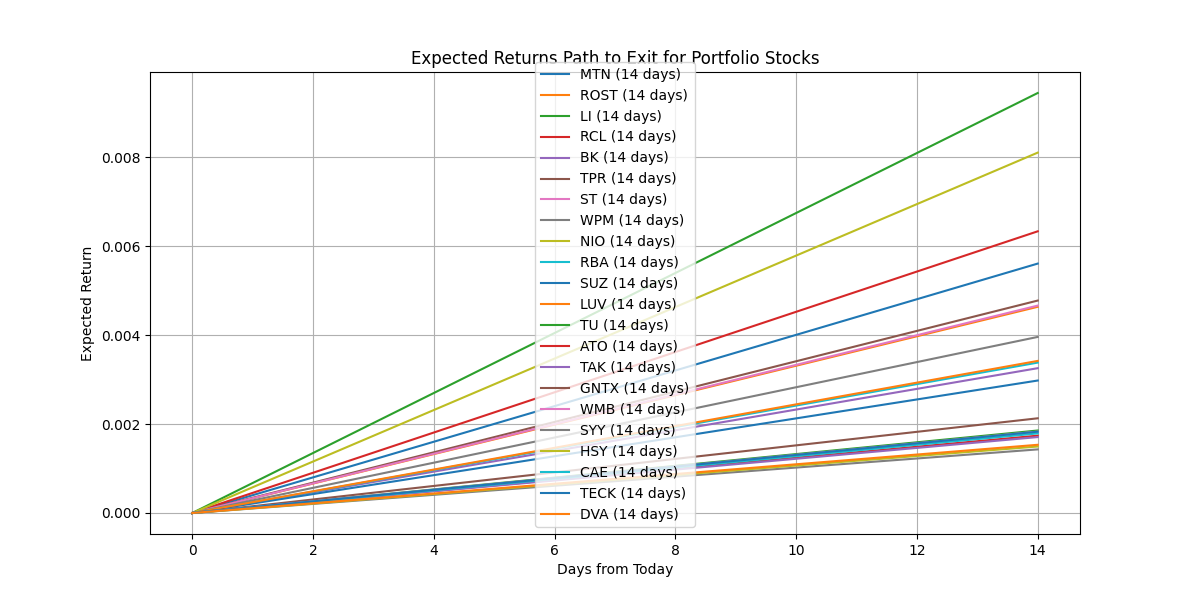 Expected Returns Path to Exit for Portfolio Stocks
MTN (14 days)
ROST (14 days)
LI (14 days)
RCL (14 days)
BK (14 days)
TPR (14 days)
ST (14 days)
WPM (14 days)
NIO (14 days)
RBA (14 days)
SUZ (14 days)
LUV (14 days)
TU (14 days)
ATO (14 days)
TAK (14 days)
GNTX (14 days)
WMB (14 days)
SYY (14 days)
HSY (14 days)
CAE (14 days)
TECK (14 days)
DVA (14 days)
0.008
0.006
0.004
0.002
0.000
Expected Return
0 2 4 6 8 10 12 14
Days from Today